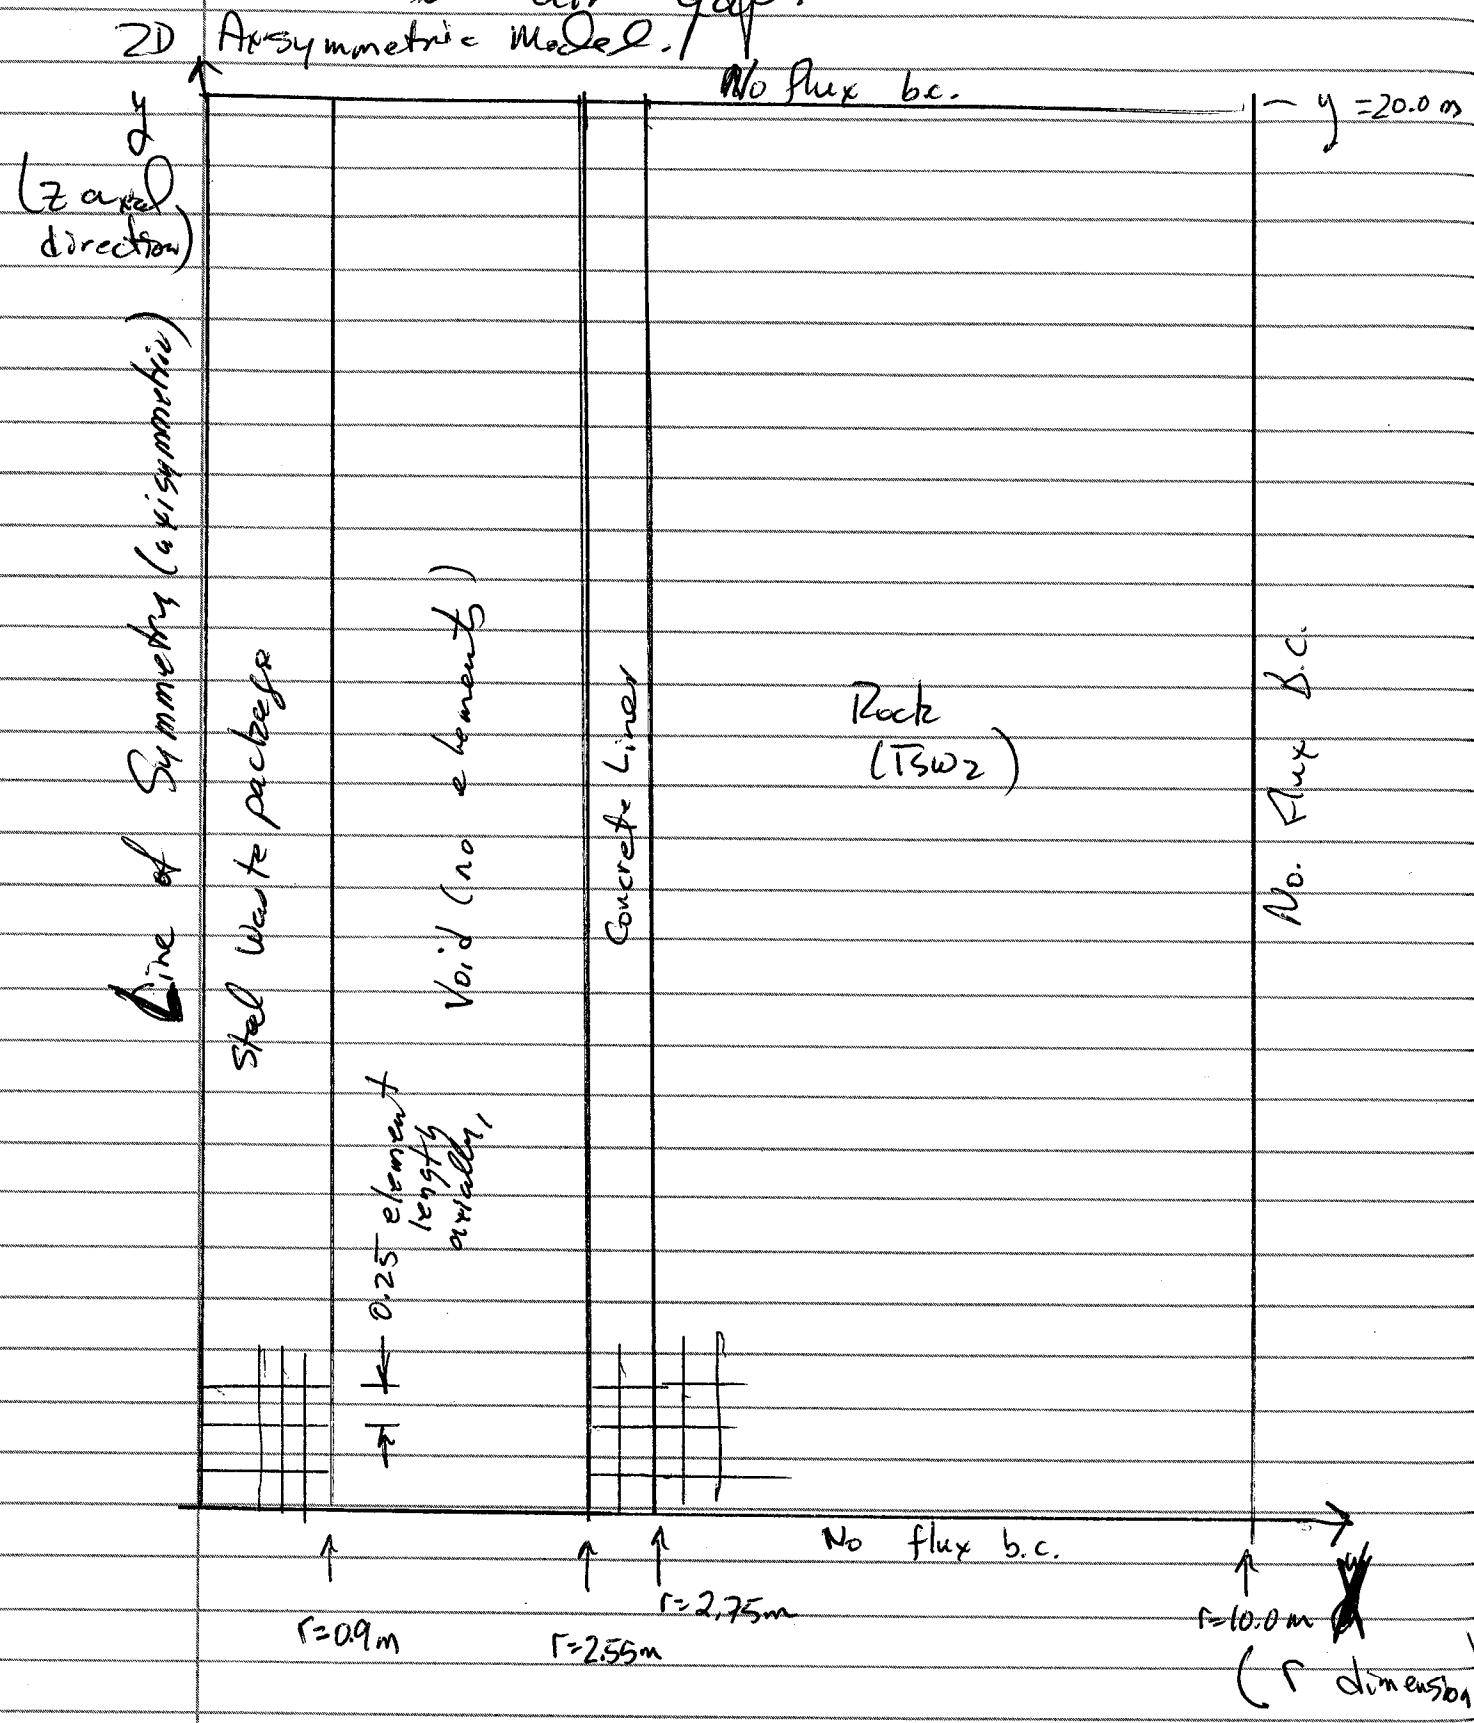 air gap.
2D Axisymmetric Model.
No flux b.c.
y = 20.0 m
y
(z axial
direction)
Line of Symmetry (axisymmetric)
Steel Waste package
Void (no elements)
Concrete Liner
Rock
(TSw2)
No. Flux B.C.
0.25 element
length
axially,
No flux b.c.
r=0.9m
r=2.55m
r=2.75m
r=10.0m
(r dimension